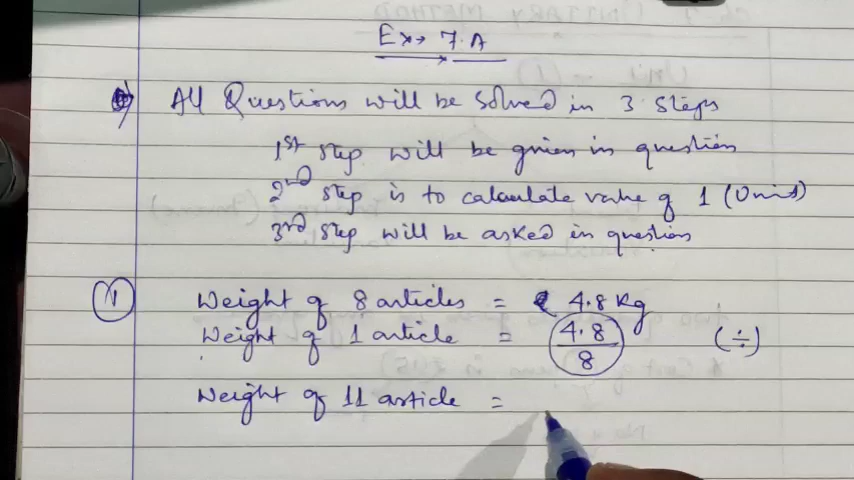 Ex → 7.A
All Questions will be solved in 3 steps
1st step will be given in question
2nd step is to calculate value of 1 (Unit)
3rd step will be asked in question
1 Weight of 8 articles = 4.8 Kg
Weight of 1 article = 4.8/8 (÷)
Weight of 11 article =